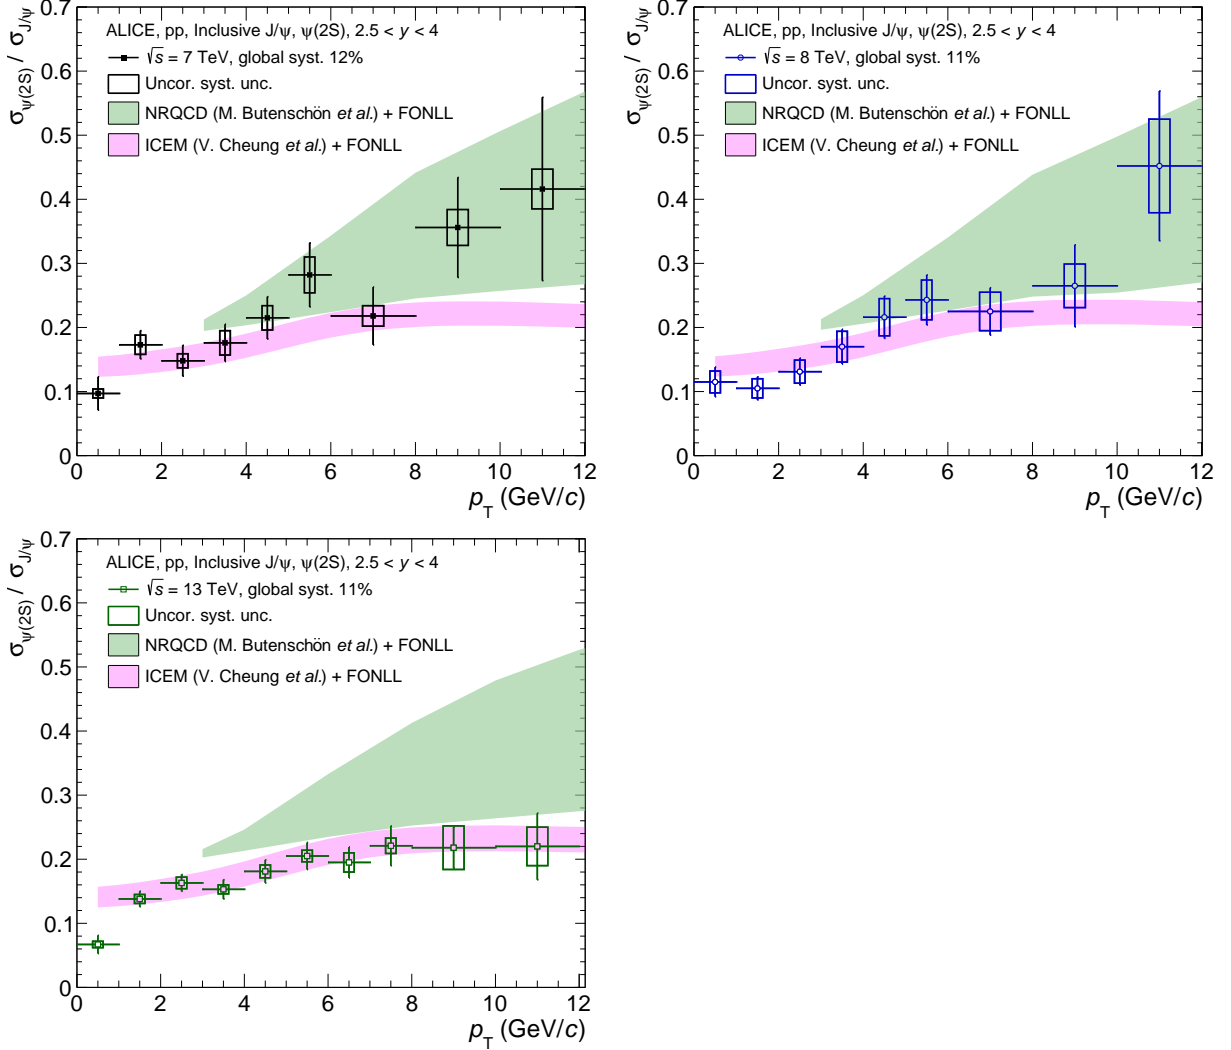 ALICE, pp, Inclusive J/ψ, ψ(2S), 2.5 < y < 4
√s = 7 TeV, global syst. 12%
Uncor. syst. unc.
NRQCD (M. Butenschön et al.) + FONLL
ICEM (V. Cheung et al.) + FONLL
σψ(2S) / σJ/ψ
0.7
0.6
0.5
0.4
0.3
0.2
0.1
0
0 2 4 6 8 10 12
pT (GeV/c)
ALICE, pp, Inclusive J/ψ, ψ(2S), 2.5 < y < 4
√s = 8 TeV, global syst. 11%
Uncor. syst. unc.
NRQCD (M. Butenschön et al.) + FONLL
ICEM (V. Cheung et al.) + FONLL
σψ(2S) / σJ/ψ
0.7
0.6
0.5
0.4
0.3
0.2
0.1
0
0 2 4 6 8 10 12
pT (GeV/c)
ALICE, pp, Inclusive J/ψ, ψ(2S), 2.5 < y < 4
√s = 13 TeV, global syst. 11%
Uncor. syst. unc.
NRQCD (M. Butenschön et al.) + FONLL
ICEM (V. Cheung et al.) + FONLL
σψ(2S) / σJ/ψ
0.7
0.6
0.5
0.4
0.3
0.2
0.1
0
0 2 4 6 8 10 12
pT (GeV/c)